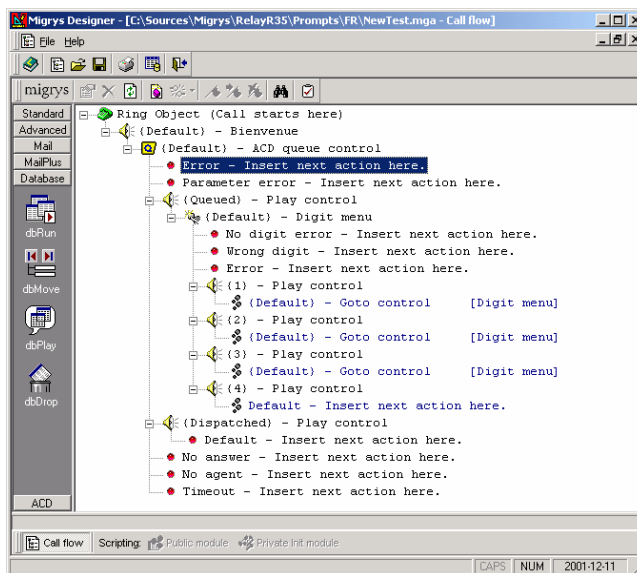 Migrys Designer - [C:\Sources\Migrys\RelayR35\Prompts\FR\NewTest.mga - Call flow]
File Help
migrys
Standard
Advanced
Mail
MailPlus
Database
dbRun
dbMove
dbPlay
dbDrop
ACD
Ring Object (Call starts here)
(Default) - Bienvenue
(Default) - ACD queue control
Error - Insert next action here.
Parameter error - Insert next action here.
(Queued) - Play control
(Default) - Digit menu
No digit error - Insert next action here.
Wrong digit - Insert next action here.
Error - Insert next action here.
(1) - Play control
(Default) - Goto control [Digit menu]
(2) - Play control
(Default) - Goto control [Digit menu]
(3) - Play control
(Default) - Goto control [Digit menu]
(4) - Play control
Default - Insert next action here.
(Dispatched) - Play control
Default - Insert next action here.
No answer - Insert next action here.
No agent - Insert next action here.
Timeout - Insert next action here.
Call flow Scripting: Public module Private Init module
CAPS NUM 2001-12-11